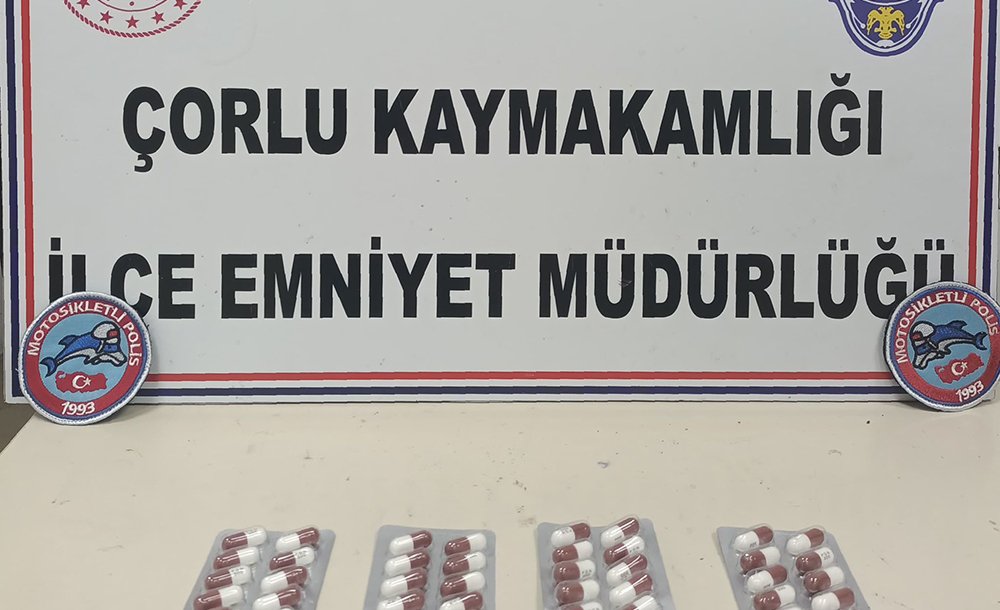 ÇORLU KAYMAKAMLIĞI
İLÇE EMNİYET MÜDÜRLÜĞÜ
MOTOSİKLETLİ POLİS
1993
MOTOSİKLETLİ POLİS
1993